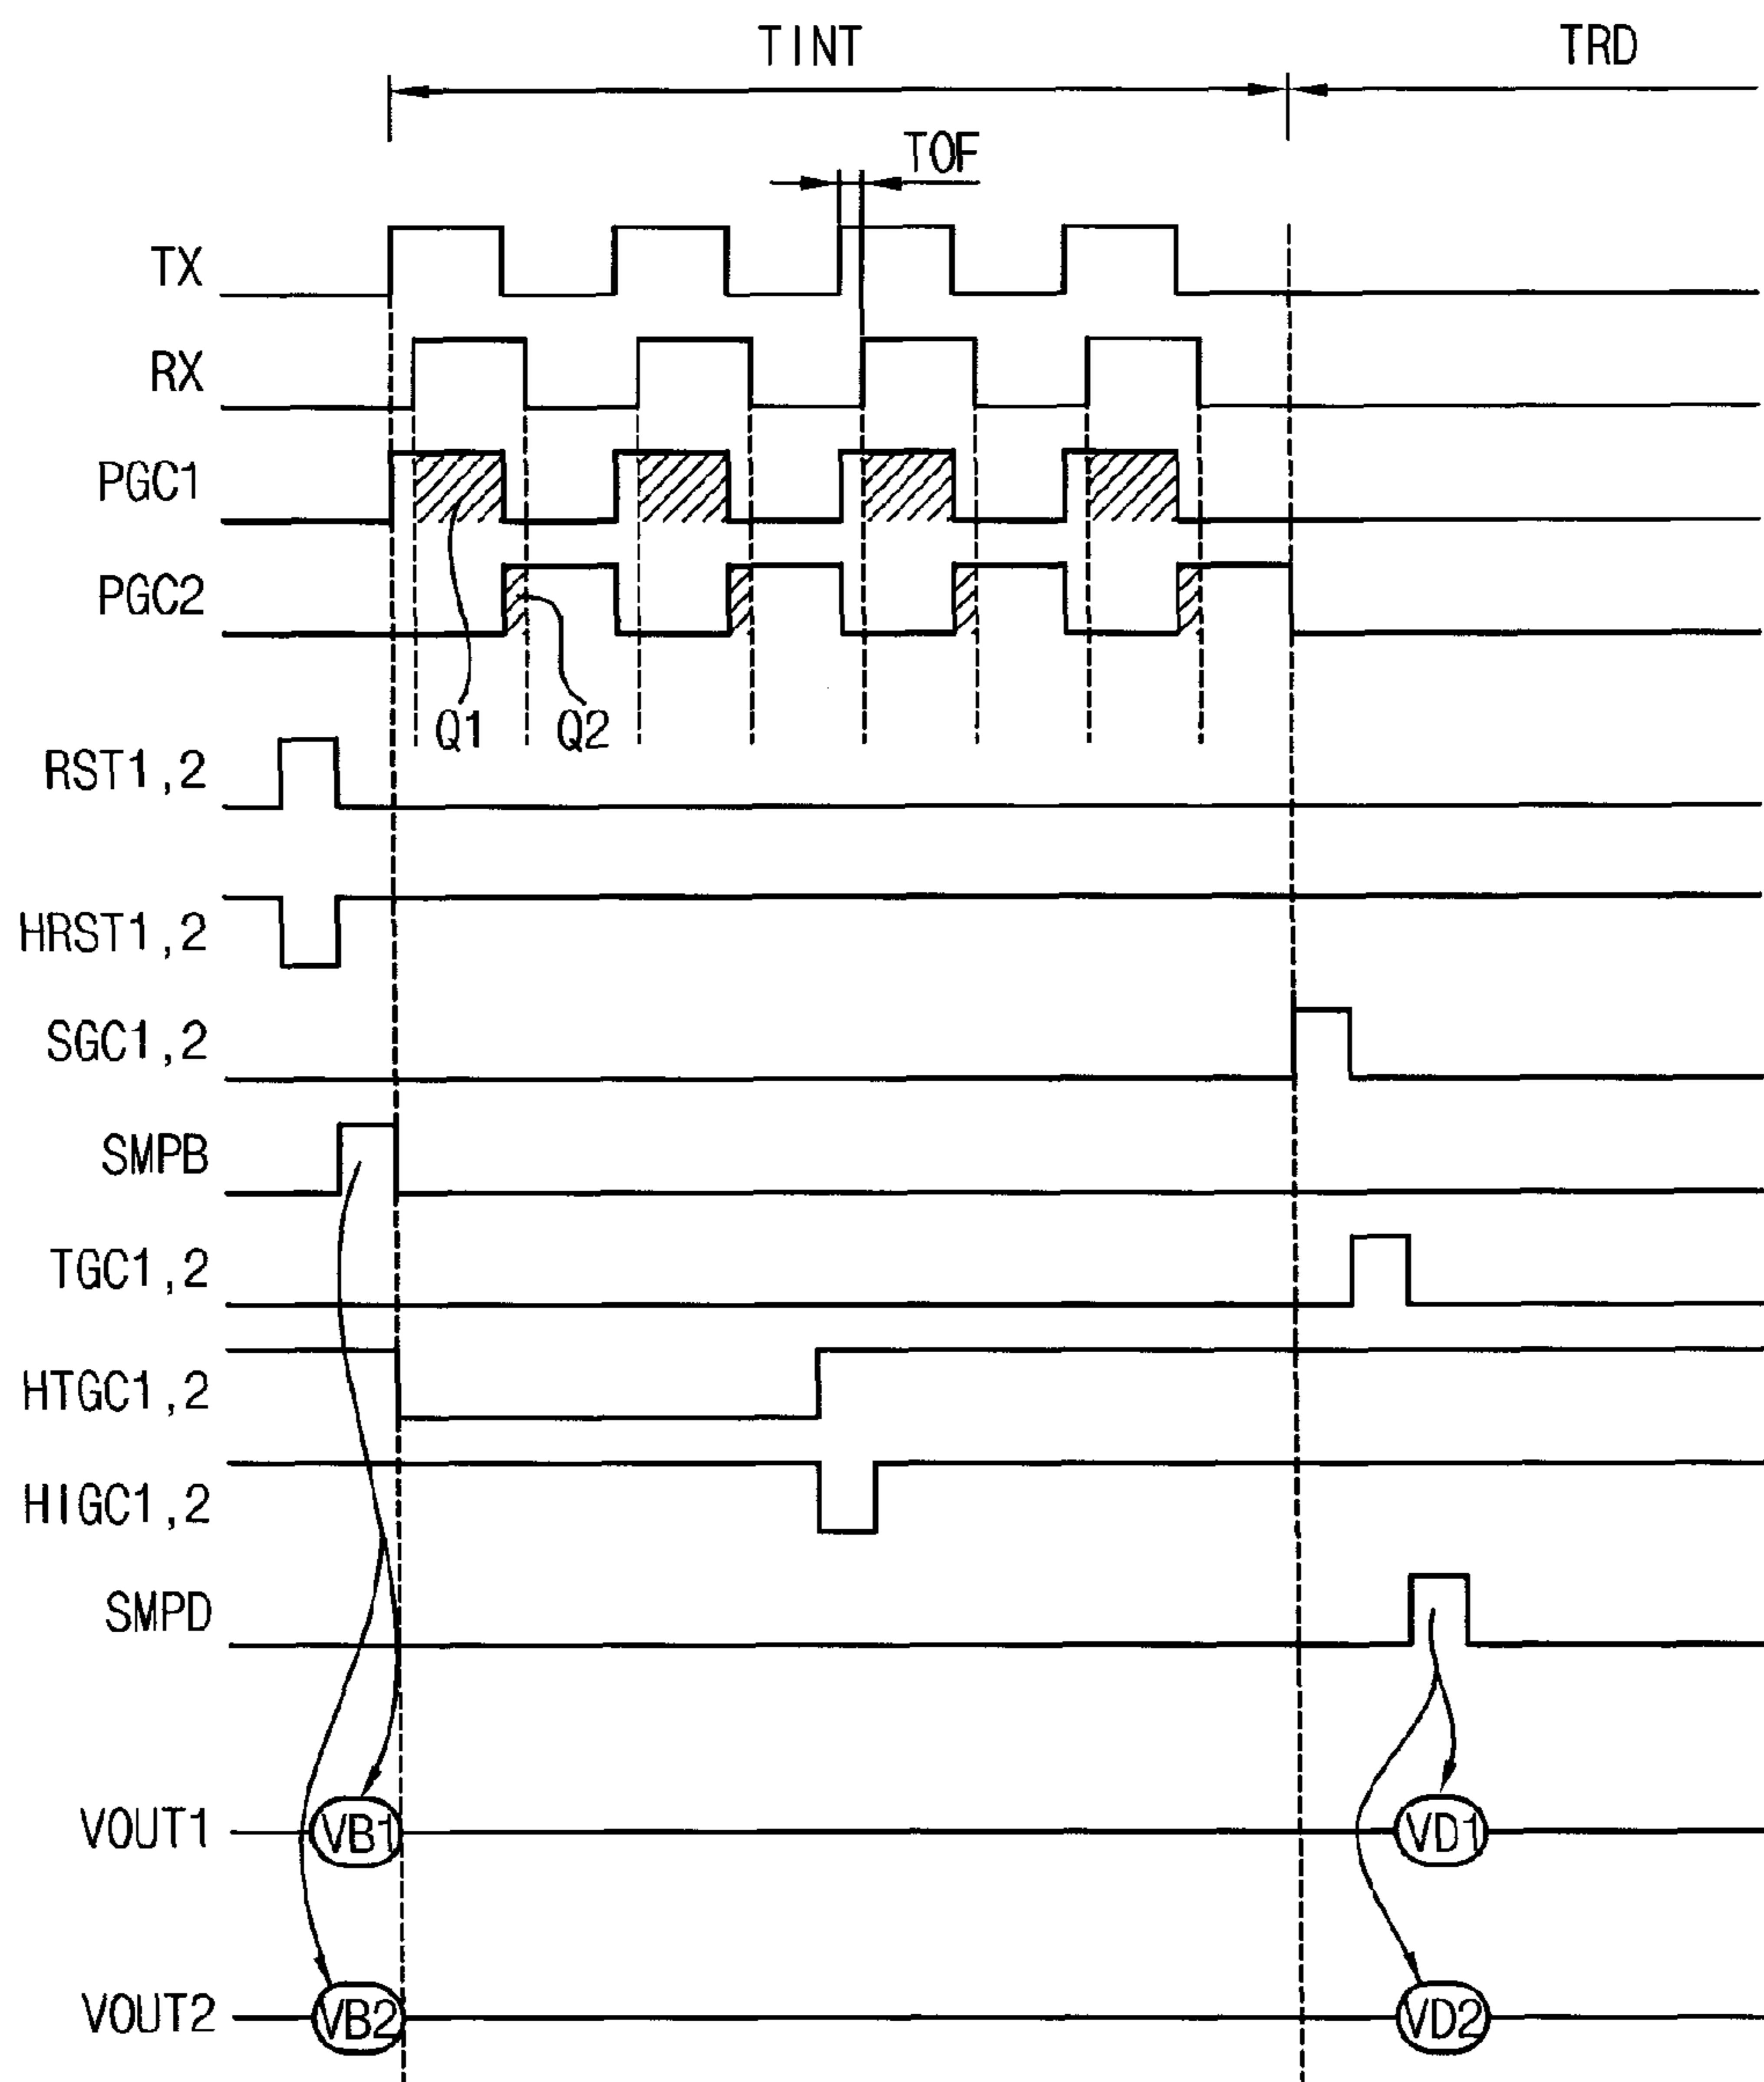 TINT TRD
TOF
TX
RX
PGC1
PGC2
Q1 Q2
RST1,2
HRST1,2
SGC1,2
SMPB
TGC1,2
HTGC1,2
HIGC1,2
SMPD
VOUT1 VB1 VD1
VOUT2 VB2 VD2